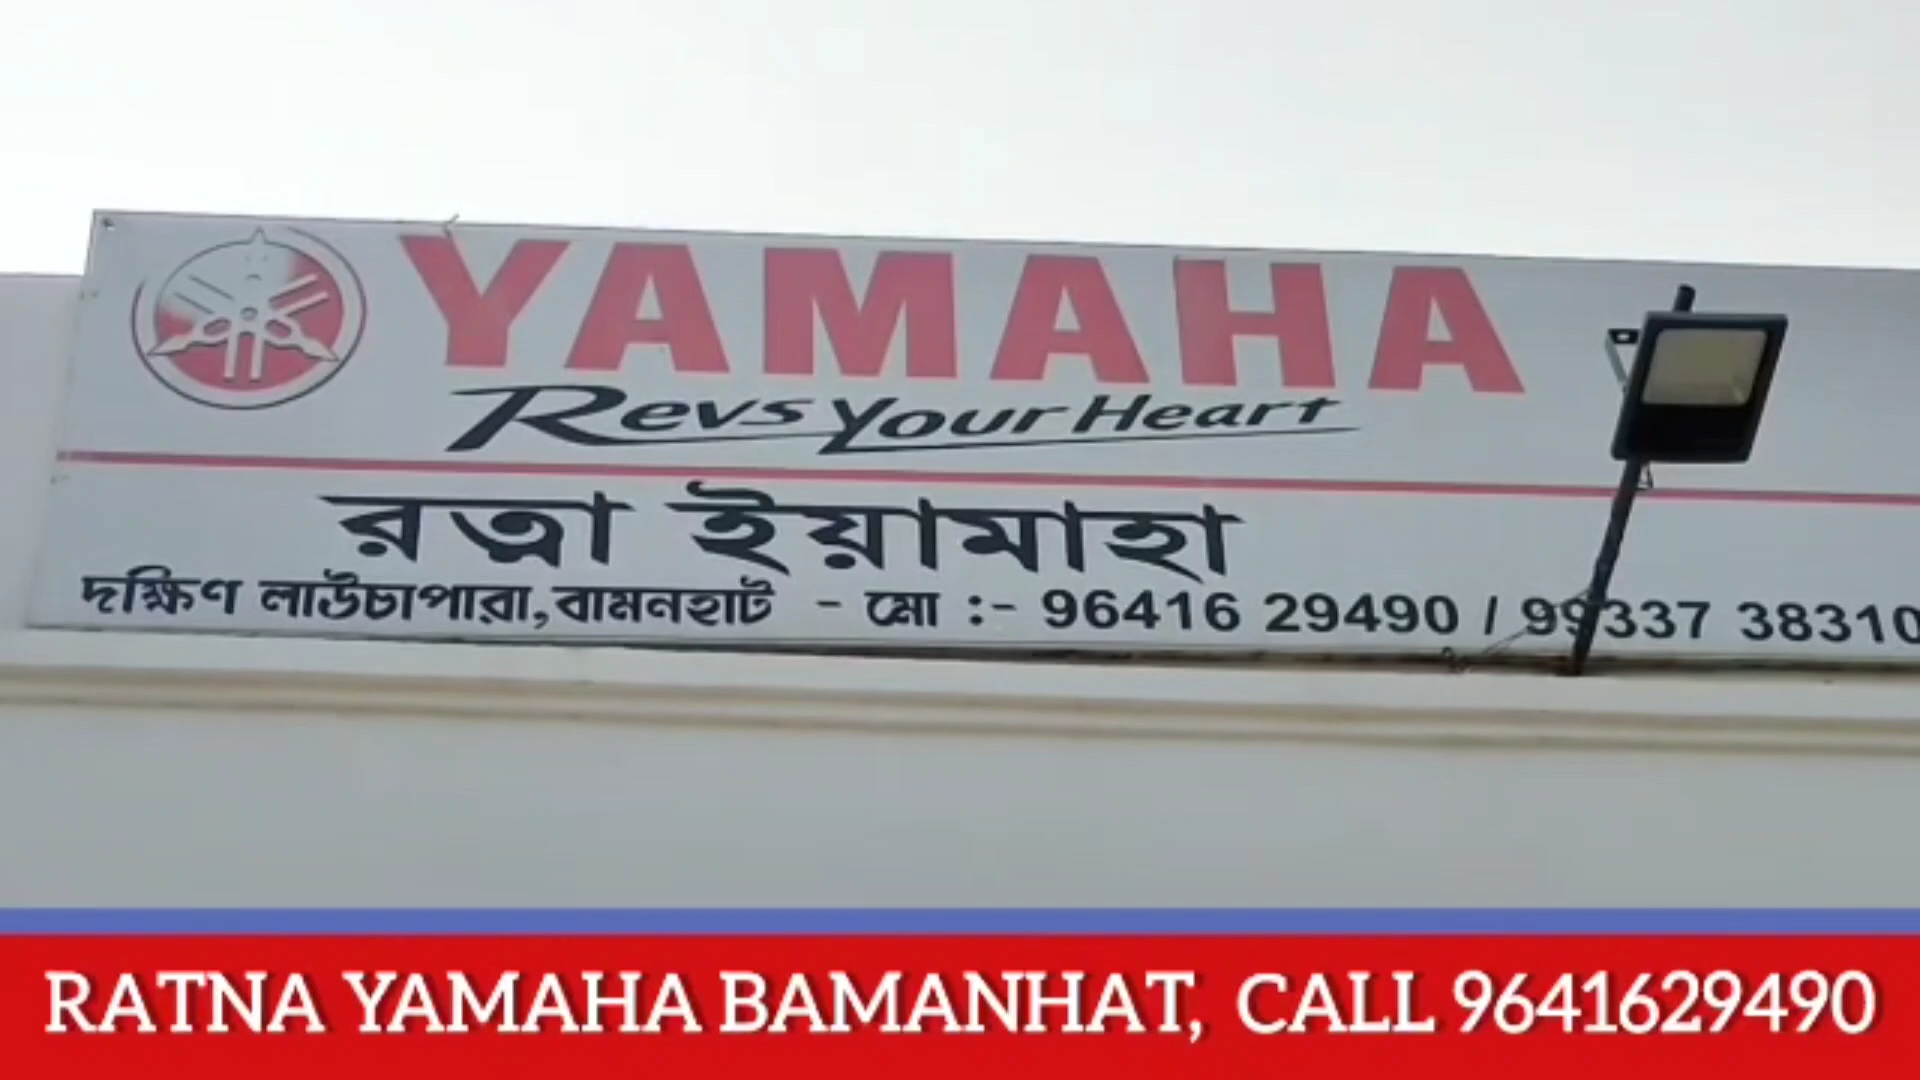 YAMAHA
Revs Your Heart
রত্না ইয়ামাহা
দক্ষিণ লাউচাপারা, বামনহাট - মো :- 96416 29490 / 99337 38310
RATNA YAMAHA BAMANHAT, CALL 9641629490